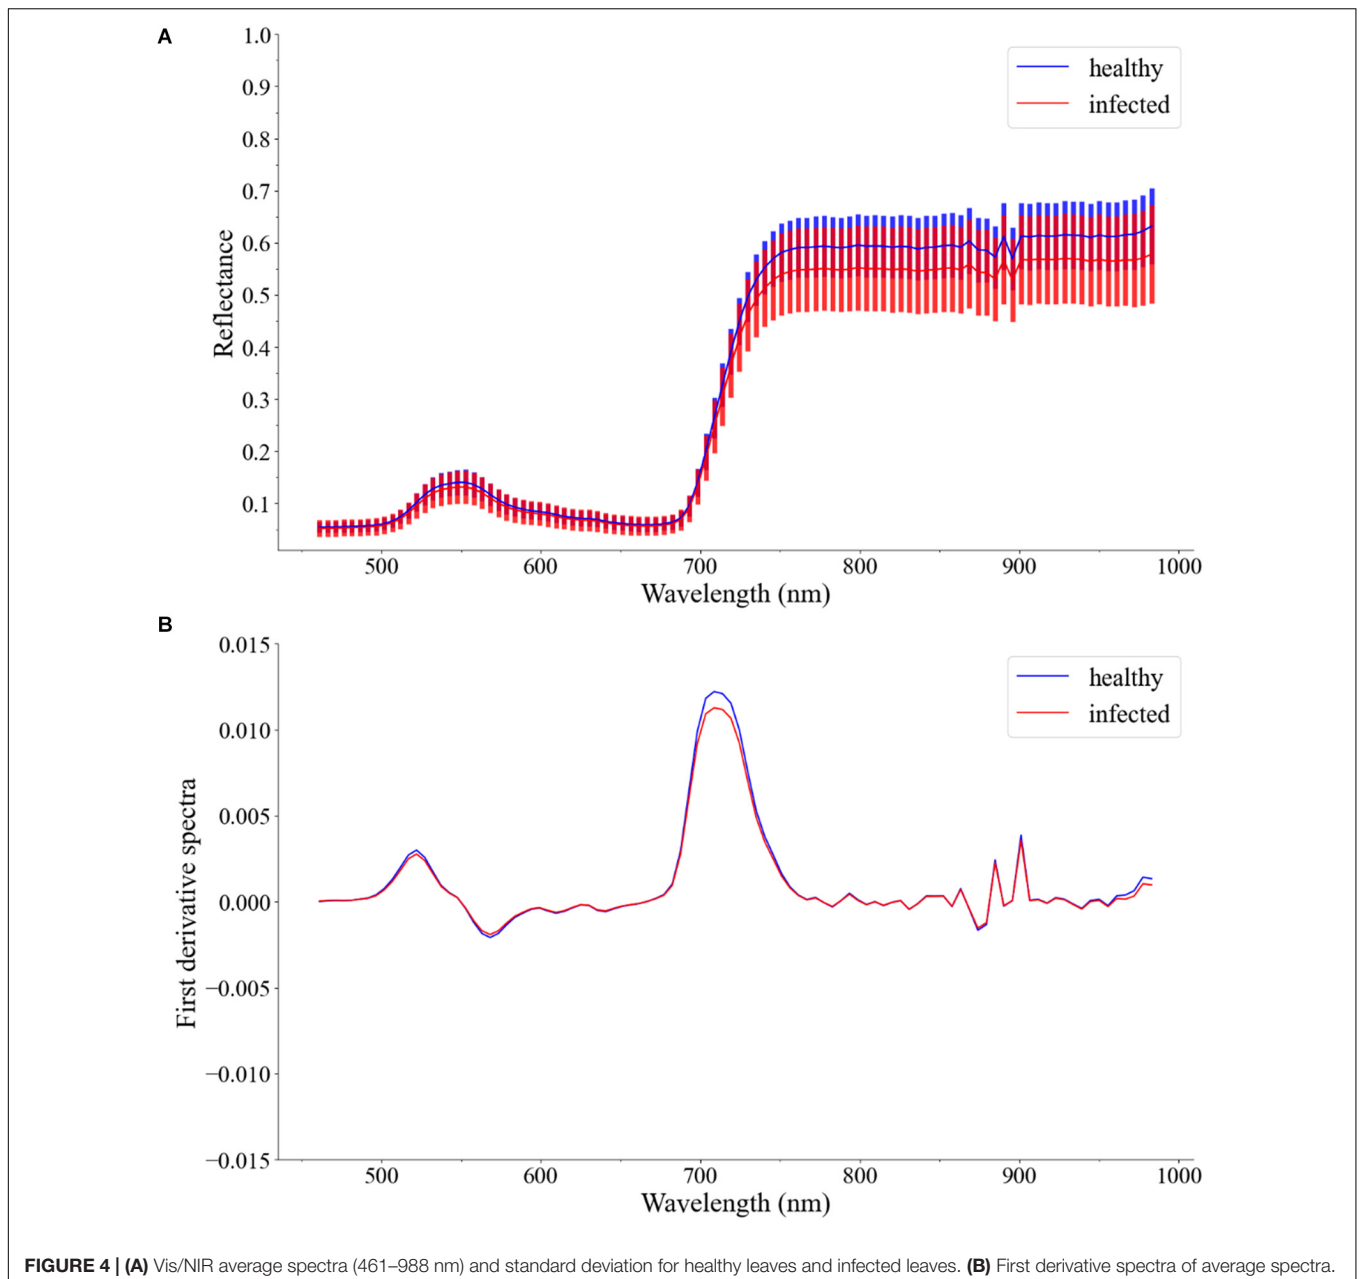 A
1.0
0.9
0.8
0.7
0.6
0.5
0.4
0.3
0.2
0.1
Reflectance
healthy
infected
500 600 700 800 900 1000
Wavelength (nm)
B
0.015
0.010
0.005
0.000
−0.005
−0.010
−0.015
First derivative spectra
healthy
infected
500 600 700 800 900 1000
Wavelength (nm)
FIGURE 4 | (A) Vis/NIR average spectra (461–988 nm) and standard deviation for healthy leaves and infected leaves. (B) First derivative spectra of average spectra.